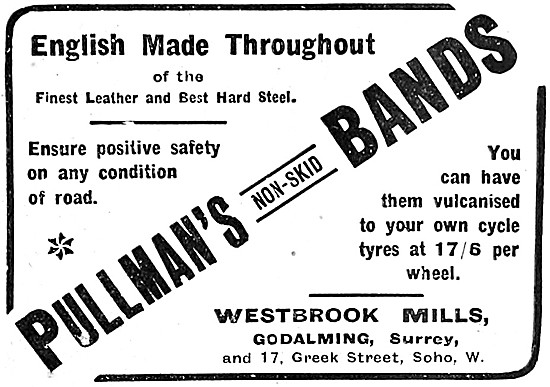 English Made Throughout
of the
Finest Leather and Best Hard Steel.
Ensure positive safety
on any condition
of road.
PULLMAN'S NON-SKID BANDS
You
can have
them vulcanised
to your own cycle
tyres at 17/6 per
wheel.
WESTBROOK MILLS,
GODALMING, Surrey,
and 17, Greek Street, Soho, W.